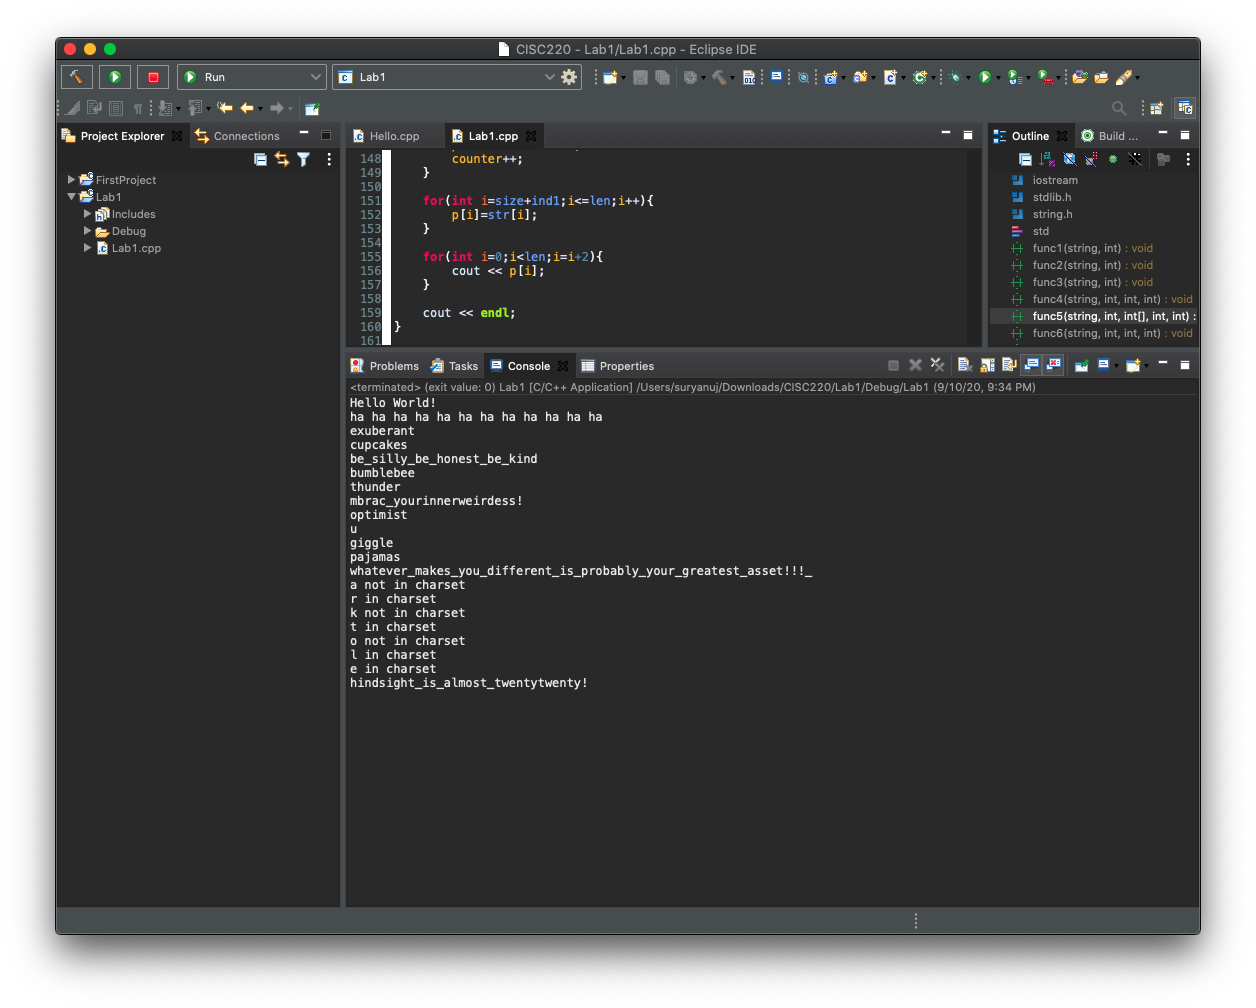 CISC220 - Lab1/Lab1.cpp - Eclipse IDE
Run
Lab1
Project Explorer
Connections
FirstProject
Lab1
Includes
Debug
Lab1.cpp
Hello.cpp
Lab1.cpp
148 counter++;
149 }
150
151 for(int i=size+ind1;i<=len;i++){
152 p[i]=str[i];
153 }
154
155 for(int i=0;i<len;i=i+2){
156 cout << p[i];
157 }
158
159 cout << endl;
160 }
161
Outline
Build ...
iostream
stdlib.h
string.h
std
func1(string, int) : void
func2(string, int) : void
func3(string, int) : void
func4(string, int, int, int) : void
func5(string, int, int[], int, int) :
func6(string, int, int, int) : void
Problems
Tasks
Console
Properties
<terminated> (exit value: 0) Lab1 [C/C++ Application] /Users/suryanuj/Downloads/CISC220/Lab1/Debug/Lab1 (9/10/20, 9:34 PM)
Hello World!
ha ha ha ha ha ha ha ha ha ha ha ha
exuberant
cupcakes
be_silly_be_honest_be_kind
bumblebee
thunder
mbrac_yourinnerweirdess!
optimist
u
giggle
pajamas
whatever_makes_you_different_is_probably_your_greatest_asset!!!_
a not in charset
r in charset
k not in charset
t in charset
o not in charset
l in charset
e in charset
hindsight_is_almost_twentytwenty!